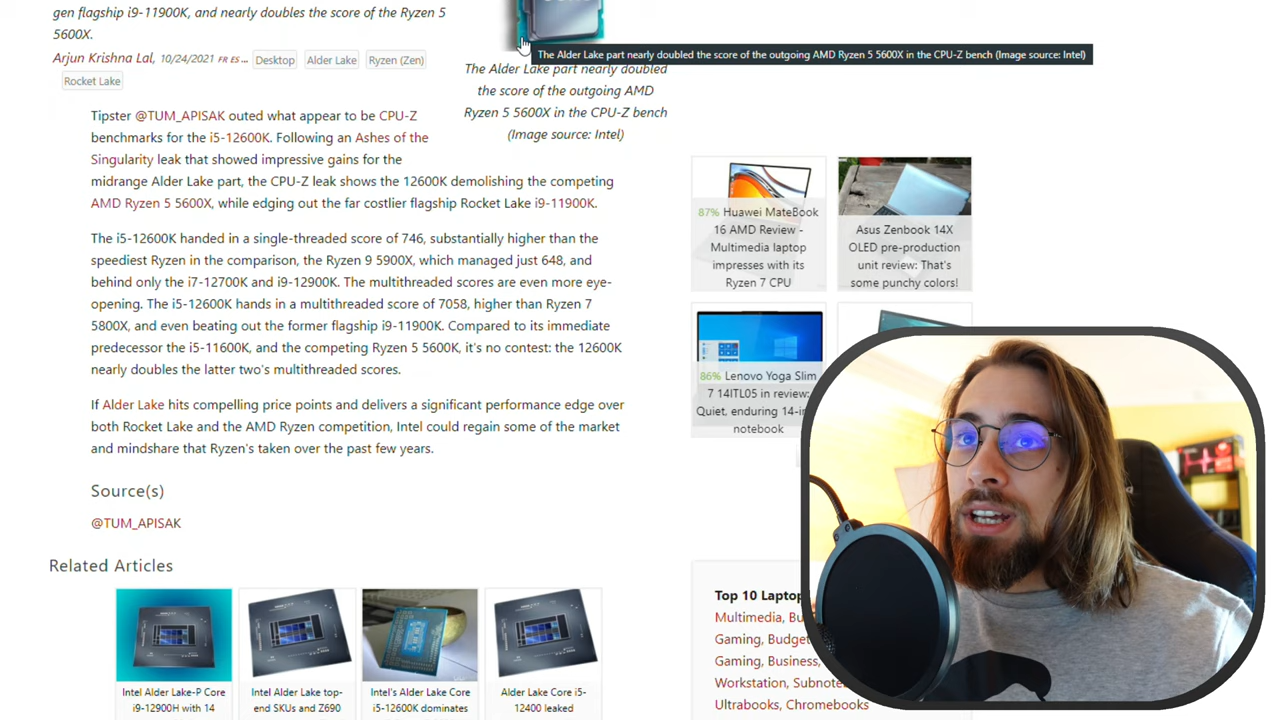 gen flagship i9-11900K, and nearly doubles the score of the Ryzen 5
5600X.
Arjun Krishna Lal, 10/24/2021 FR ES ... Desktop Alder Lake Ryzen (Zen)
Rocket Lake
The Alder Lake part nearly doubled the score of the outgoing AMD Ryzen 5 5600X in the CPU-Z bench (Image source: Intel)
The Alder Lake part nearly doubled
the score of the outgoing AMD
Ryzen 5 5600X in the CPU-Z bench
(Image source: Intel)
Tipster @TUM_APISAK outed what appear to be CPU-Z
benchmarks for the i5-12600K. Following an Ashes of the
Singularity leak that showed impressive gains for the
midrange Alder Lake part, the CPU-Z leak shows the 12600K demolishing the competing
AMD Ryzen 5 5600X, while edging out the far costlier flagship Rocket Lake i9-11900K.
The i5-12600K handed in a single-threaded score of 746, substantially higher than the
speediest Ryzen in the comparison, the Ryzen 9 5900X, which managed just 648, and
behind only the i7-12700K and i9-12900K. The multithreaded scores are even more eye-
opening. The i5-12600K hands in a multithreaded score of 7058, higher than Ryzen 7
5800X, and even beating out the former flagship i9-11900K. Compared to its immediate
predecessor the i5-11600K, and the competing Ryzen 5 5600K, it's no contest: the 12600K
nearly doubles the latter two's multithreaded scores.
If Alder Lake hits compelling price points and delivers a significant performance edge over
both Rocket Lake and the AMD Ryzen competition, Intel could regain some of the market
and mindshare that Ryzen's taken over the past few years.
Source(s)
@TUM_APISAK
Related Articles
Intel Alder Lake-P Core
i9-12900H with 14
Intel Alder Lake top-
end SKUs and Z690
Intel's Alder Lake Core
i5-12600K dominates
Alder Lake Core i5-
12400 leaked
87% Huawei MateBook
16 AMD Review -
Multimedia laptop
impresses with its
Ryzen 7 CPU
Asus Zenbook 14X
OLED pre-production
unit review: That's
some punchy colors!
86% Lenovo Yoga Slim
7 14ITL05 in review:
Quiet, enduring 14-in
notebook
Top 10 Laptop
Multimedia, Bu
Gaming, Budget
Gaming, Business,
Workstation, Subnote
Ultrabooks, Chromebooks